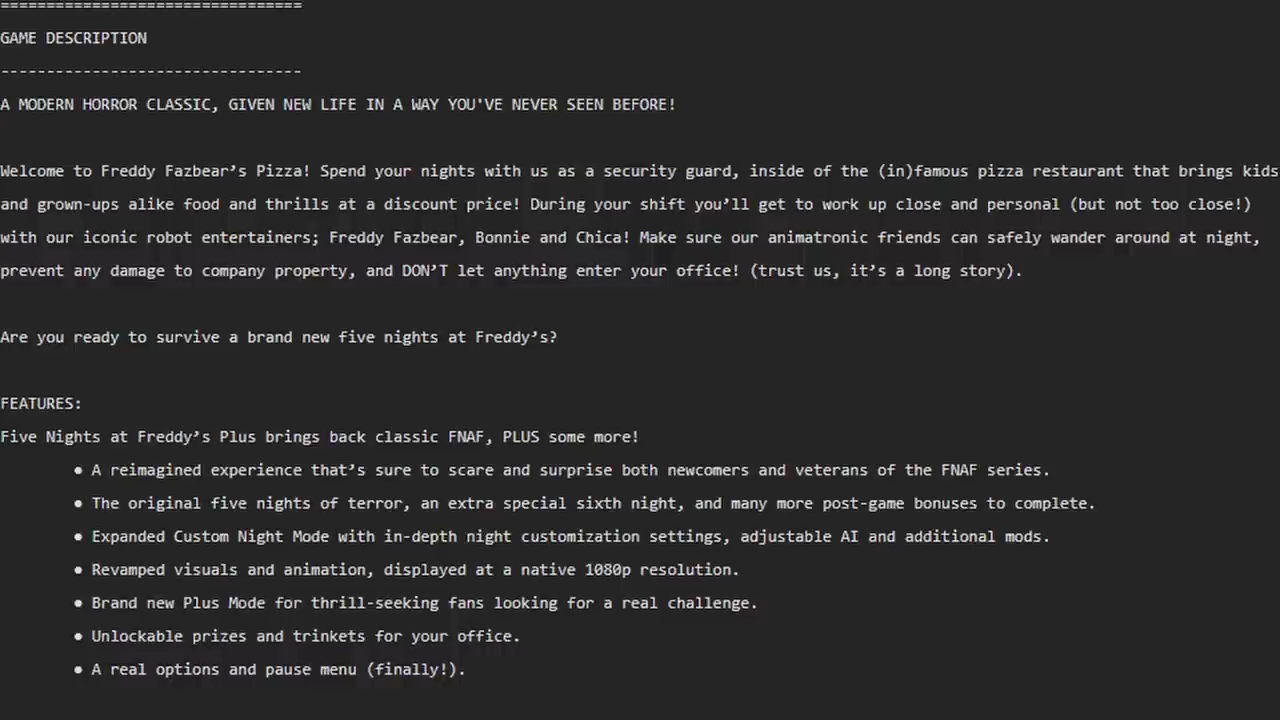 =================================
GAME DESCRIPTION
---------------------------------
A MODERN HORROR CLASSIC, GIVEN NEW LIFE IN A WAY YOU'VE NEVER SEEN BEFORE!
Welcome to Freddy Fazbear’s Pizza! Spend your nights with us as a security guard, inside of the (in)famous pizza restaurant that brings kids
and grown-ups alike food and thrills at a discount price! During your shift you’ll get to work up close and personal (but not too close!)
with our iconic robot entertainers; Freddy Fazbear, Bonnie and Chica! Make sure our animatronic friends can safely wander around at night,
prevent any damage to company property, and DON’T let anything enter your office! (trust us, it’s a long story).
Are you ready to survive a brand new five nights at Freddy’s?
FEATURES:
Five Nights at Freddy’s Plus brings back classic FNAF, PLUS some more!
● A reimagined experience that’s sure to scare and surprise both newcomers and veterans of the FNAF series.
● The original five nights of terror, an extra special sixth night, and many more post-game bonuses to complete.
● Expanded Custom Night Mode with in-depth night customization settings, adjustable AI and additional mods.
● Revamped visuals and animation, displayed at a native 1080p resolution.
● Brand new Plus Mode for thrill-seeking fans looking for a real challenge.
● Unlockable prizes and trinkets for your office.
● A real options and pause menu (finally!).